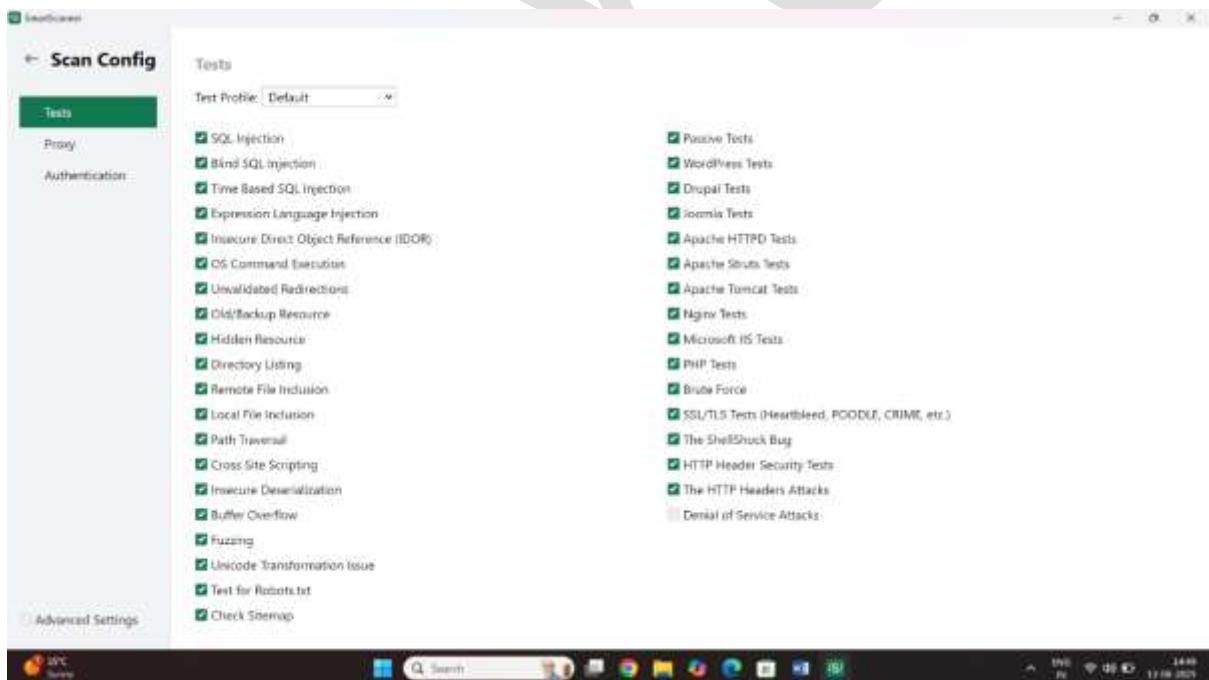 SmartScanner
Scan Config
Tests
Proxy
Authentication
Advanced Settings
Tests
Test Profile: Default
SQL Injection
Blind SQL Injection
Time Based SQL Injection
Expression Language Injection
Insecure Direct Object Reference (IDOR)
OS Command Execution
Unvalidated Redirections
Old/Backup Resource
Hidden Resource
Directory Listing
Remote File Inclusion
Local File Inclusion
Path Traversal
Cross Site Scripting
Insecure Deserialization
Buffer Overflow
Fuzzing
Unicode Transformation Issue
Test for Robots.txt
Check Sitemap
Passive Tests
WordPress Tests
Drupal Tests
Joomla Tests
Apache HTTPD Tests
Apache Struts Tests
Apache Tomcat Tests
Nginx Tests
Microsoft IIS Tests
PHP Tests
Brute Force
SSL/TLS Tests (Heartbleed, POODLE, CRIME, etc.)
The ShellShock Bug
HTTP Header Security Tests
The HTTP Headers Attacks
Denial of Service Attacks
Sunny
Search
ENG
IN